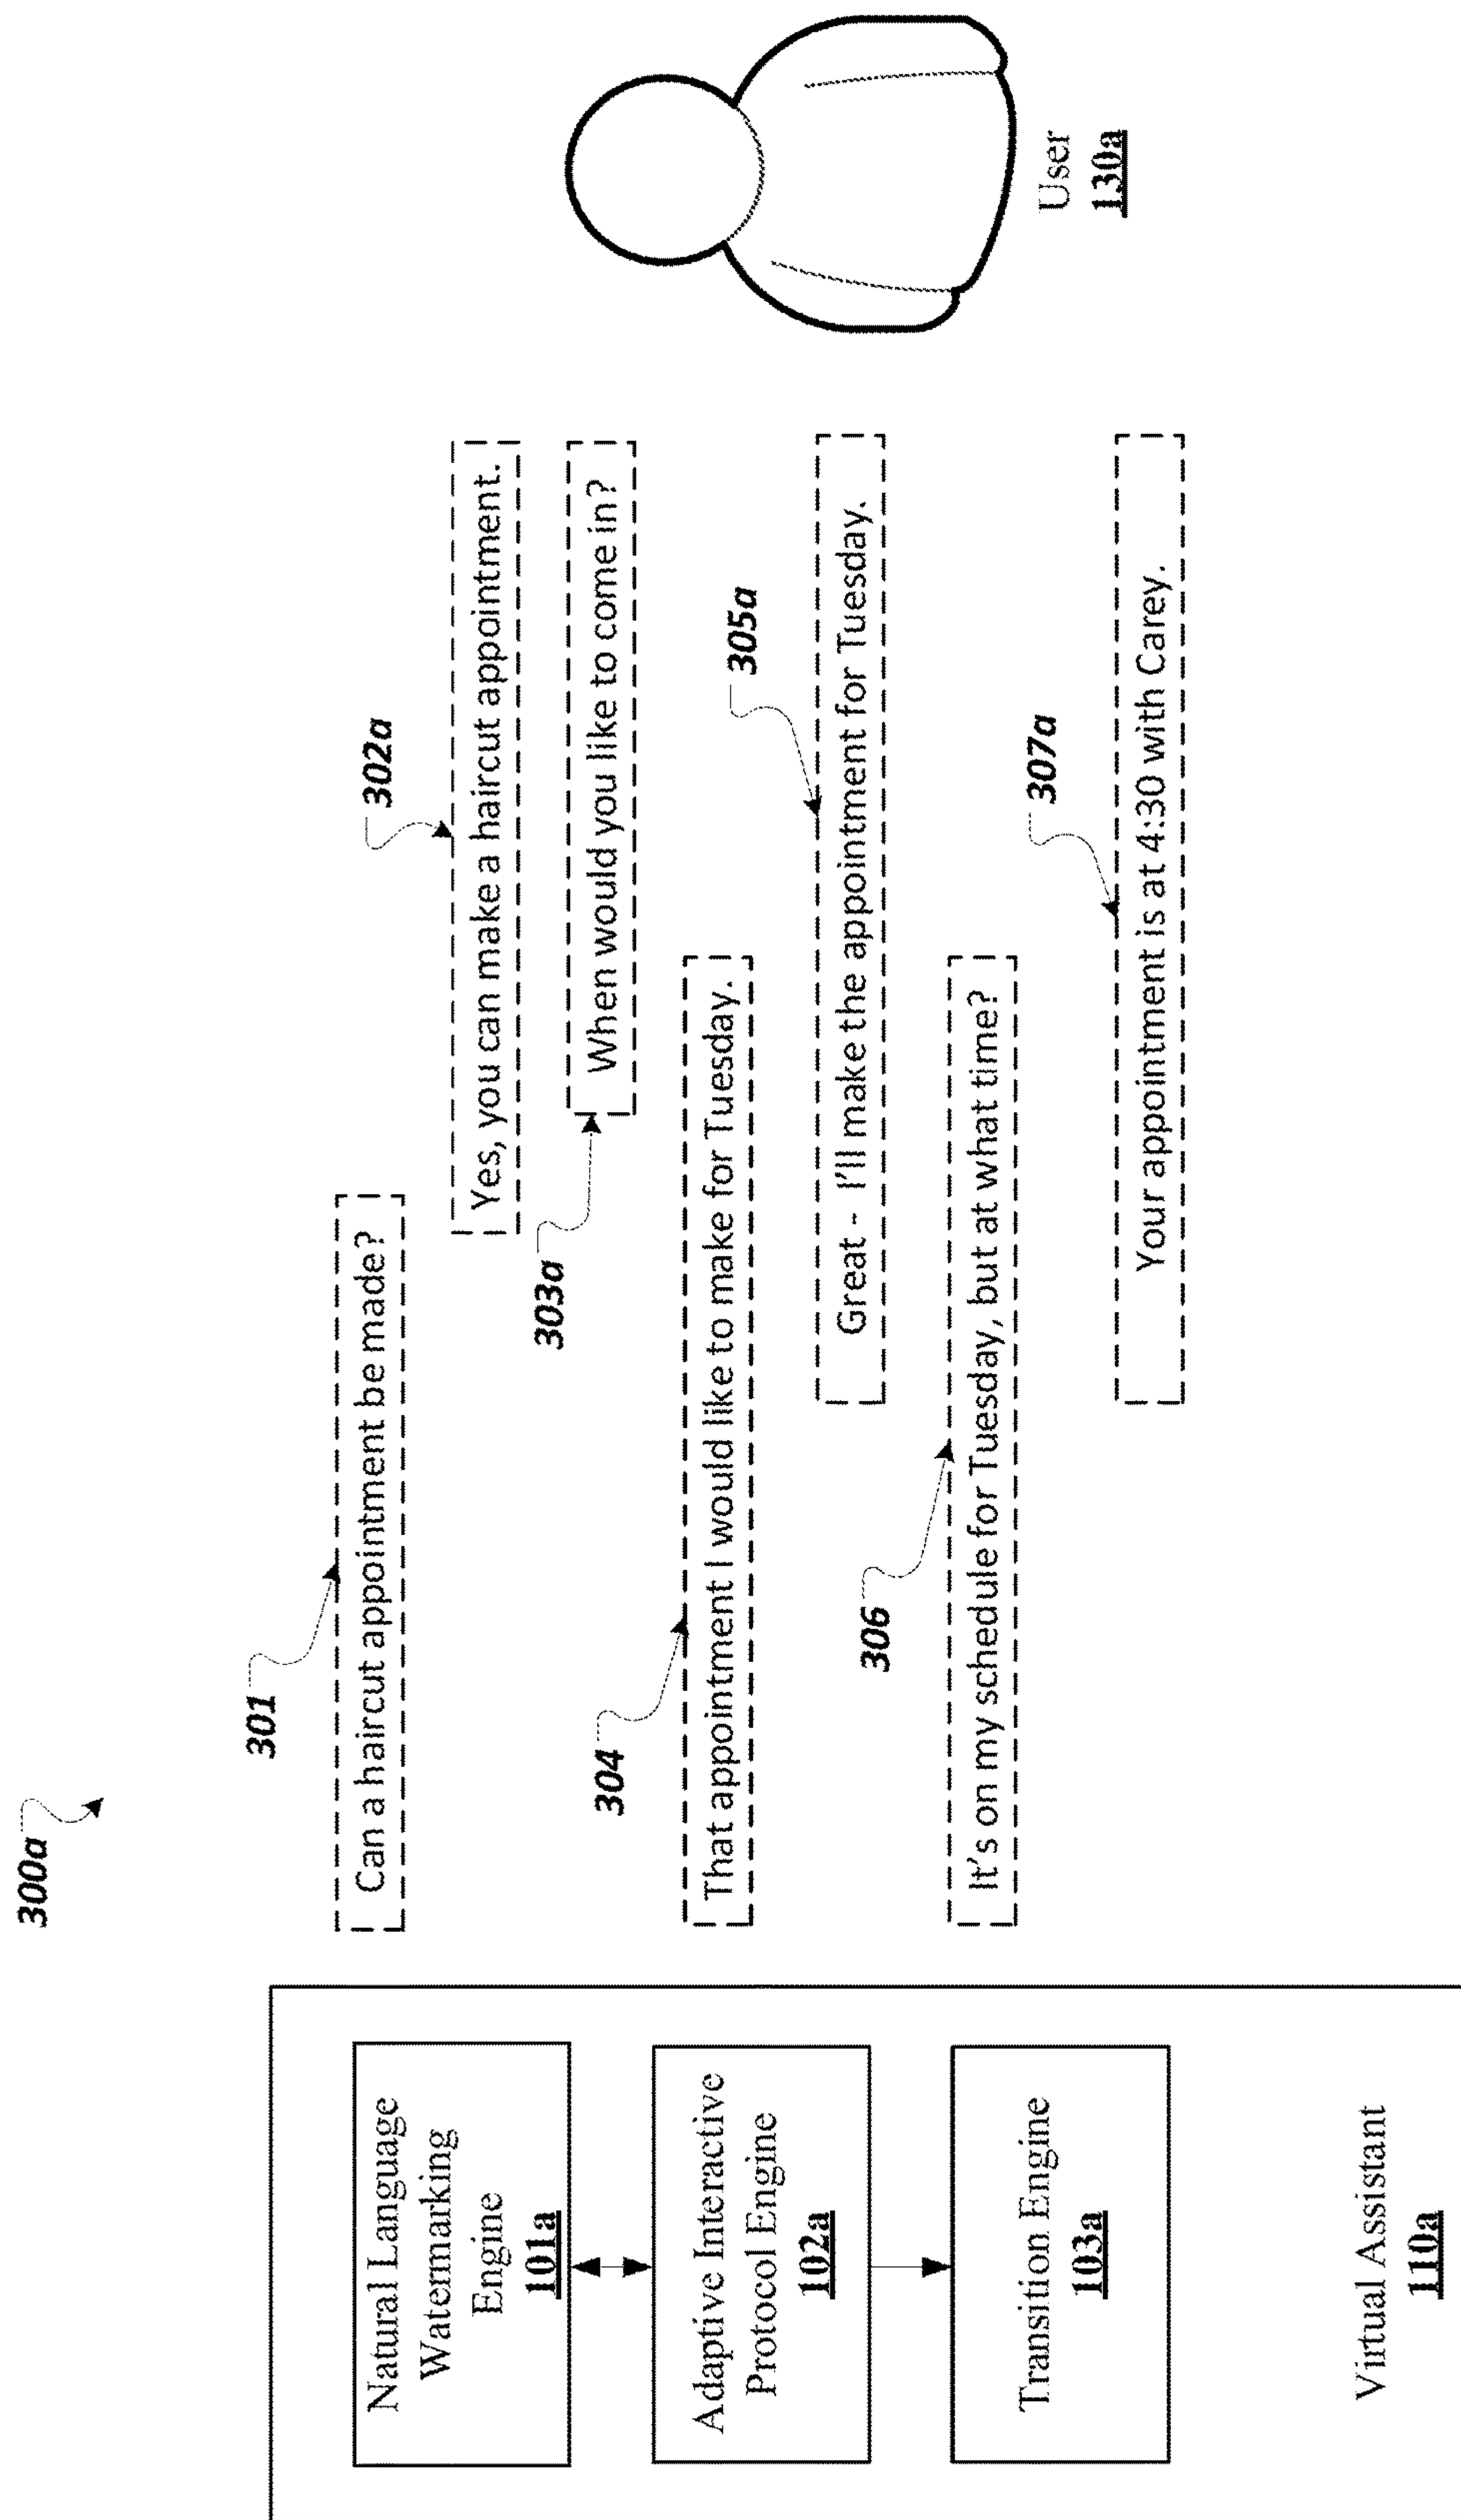 300a
301
Can a haircut appointment be made?
302a
Yes, you can make a haircut appointment.
303a
When would you like to come in?
304
That appointment I would like to make for Tuesday.
305a
Great - I'll make the appointment for Tuesday.
306
It's on my schedule for Tuesday, but at what time?
307a
Your appointment is at 4:30 with Carey.
Natural Language
Watermarking
Engine
101a
Adaptive Interactive
Protocol Engine
102a
Transition Engine
103a
Virtual Assistant
110a
User
130a